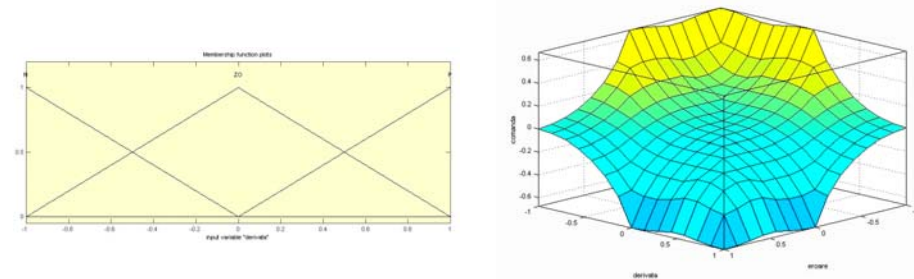 Membership function plots
N ZO P
1
0.5
0
-1 -0.8 -0.6 -0.4 -0.2 0 0.2 0.4 0.6 0.8 1
input variable "derivata"
0.6
0.4
0.2
0
-0.2
-0.4
-0.6
comanda
-1 -0.5 0 0.5 1
derivata
1 0.5 0 -0.5
eroare